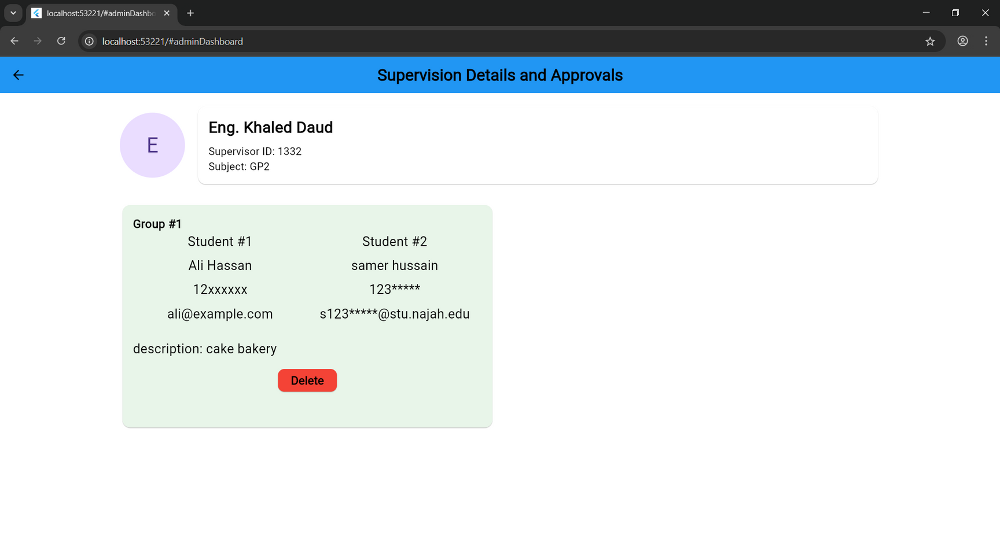 localhost:53221/#adminDashbo
localhost:53221/#adminDashboard
Supervision Details and Approvals
E
Eng. Khaled Daud
Supervisor ID: 1332
Subject: GP2
Group #1
Student #1 Student #2
Ali Hassan samer hussain
12xxxxxx 123*****
ali@example.com s123*****@stu.najah.edu
description: cake bakery
Delete